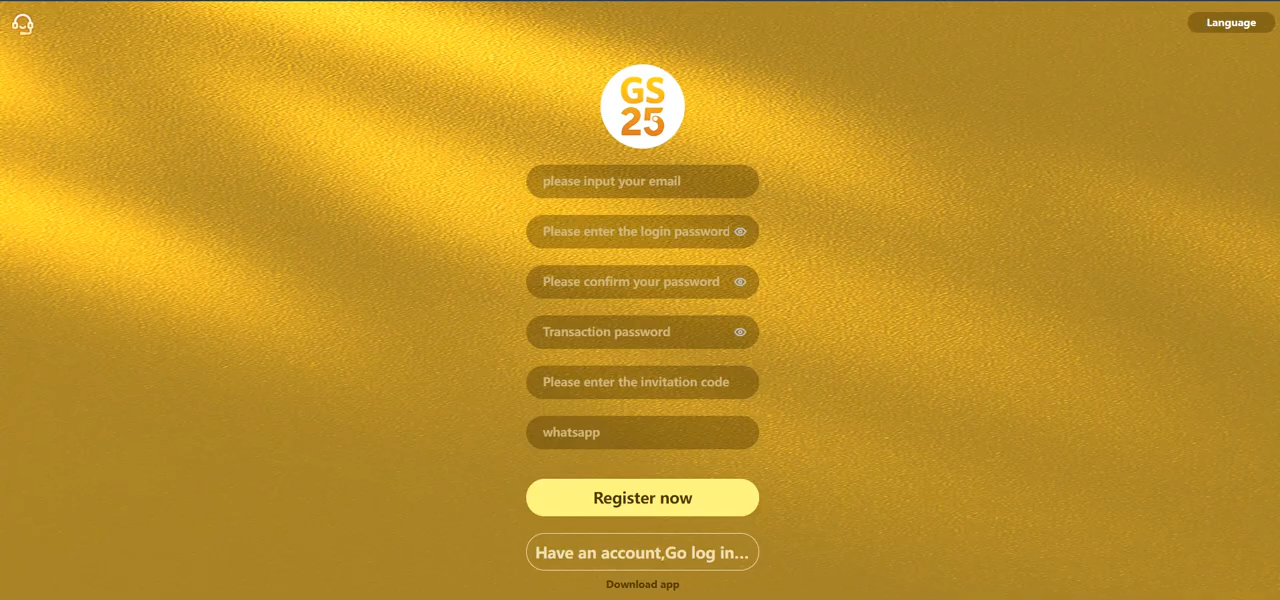 Language
GS
25
please input your email
Please enter the login password
Please confirm your password
Transaction password
Please enter the invitation code
whatsapp
Register now
Have an account,Go log in...
Download app